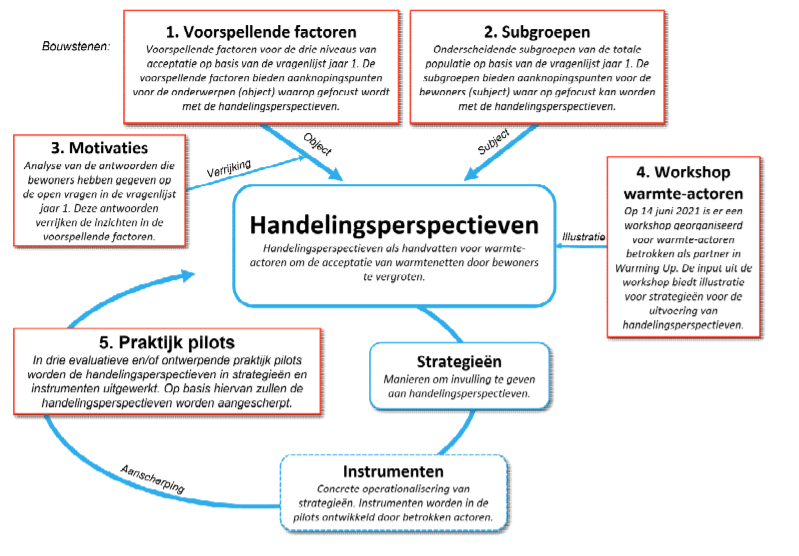 Bouwstenen:
1. Voorspellende factoren
Voorspellende factoren voor de drie niveaus van
acceptatie op basis van de vragenlijst jaar 1. De
voorspellende factoren bieden aanknopingspunten
voor de onderwerpen (object) waarop gefocust wordt
met de handelingsperspectieven.
2. Subgroepen
Onderscheidende subgroepen van de totale
populatie op basis van de vragenlijst jaar 1. De
subgroepen bieden aanknopingspunten voor de
bewoners (subject) waar op gefocust kan worden
met de handelingsperspectieven.
3. Motivaties
Analyse van de antwoorden die
bewoners hebben gegeven op
de open vragen in de vragenlijst
jaar 1. Deze antwoorden
verrijken de inzichten in de
voorspellende factoren.
Verrijking
Object
Subject
4. Workshop
warmte-actoren
Op 14 juni 2021 is er een
workshop georganiseerd
voor warmte-actoren
betrokken als partner in
Warming Up. De input uit de
workshop biedt illustratie
voor strategieën voor de
uitvoering van
handelingsperspectieven.
Illustratie
Handelingsperspectieven
Handelingsperspectieven als handvatten voor warmte-
actoren om de acceptatie van warmtenetten door bewoners
te vergroten.
5. Praktijk pilots
In drie evaluatieve en/of ontwerpende praktijk pilots
worden de handelingsperspectieven in strategieën en
instrumenten uitgewerkt. Op basis hiervan zullen de
handelingsperspectieven worden aangescherpt.
Strategieën
Manieren om invulling te geven
aan handelingsperspectieven.
Aanscherping
Instrumenten
Concrete operationalisering van
strategieën. Instrumenten worden in de
pilots ontwikkeld door betrokken actoren.